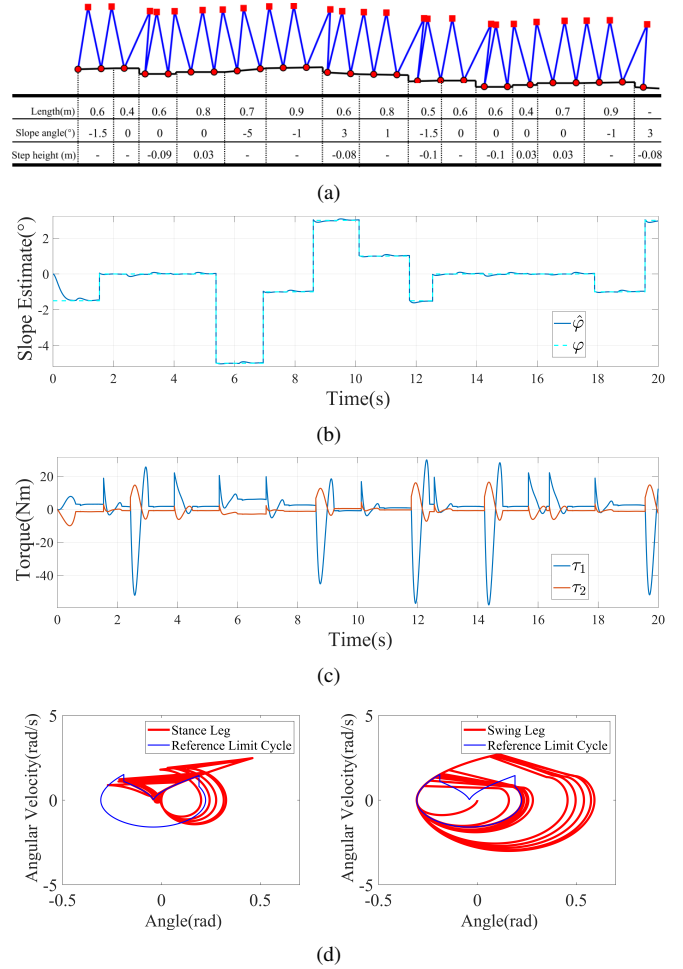 Length(m) 0.6 0.4 0.6 0.8 0.7 0.9 0.6 0.8 0.5 0.6 0.6 0.4 0.7 0.9 -
Slope angle(°) -1.5 0 0 0 -5 -1 3 1 -1.5 0 0 0 0 -1 3
Step height (m) - - -0.09 0.03 - - -0.08 - -0.1 - -0.1 0.03 0.03 - -0.08
(a)
Slope Estimate(°)
2
0
-2
-4
φ̂
φ
0 2 4 6 8 10 12 14 16 18 20
Time(s)
(b)
Torque(Nm)
20
0
-20
-40
τ1
τ2
0 2 4 6 8 10 12 14 16 18 20
Time(s)
(c)
Angular Velocity(rad/s)
5
0
-5
Stance Leg
Reference Limit Cycle
-0.5 0 0.5
Angle(rad)
Angular Velocity(rad/s)
5
0
-5
Swing Leg
Reference Limit Cycle
-0.5 0 0.5
Angle(rad)
(d)